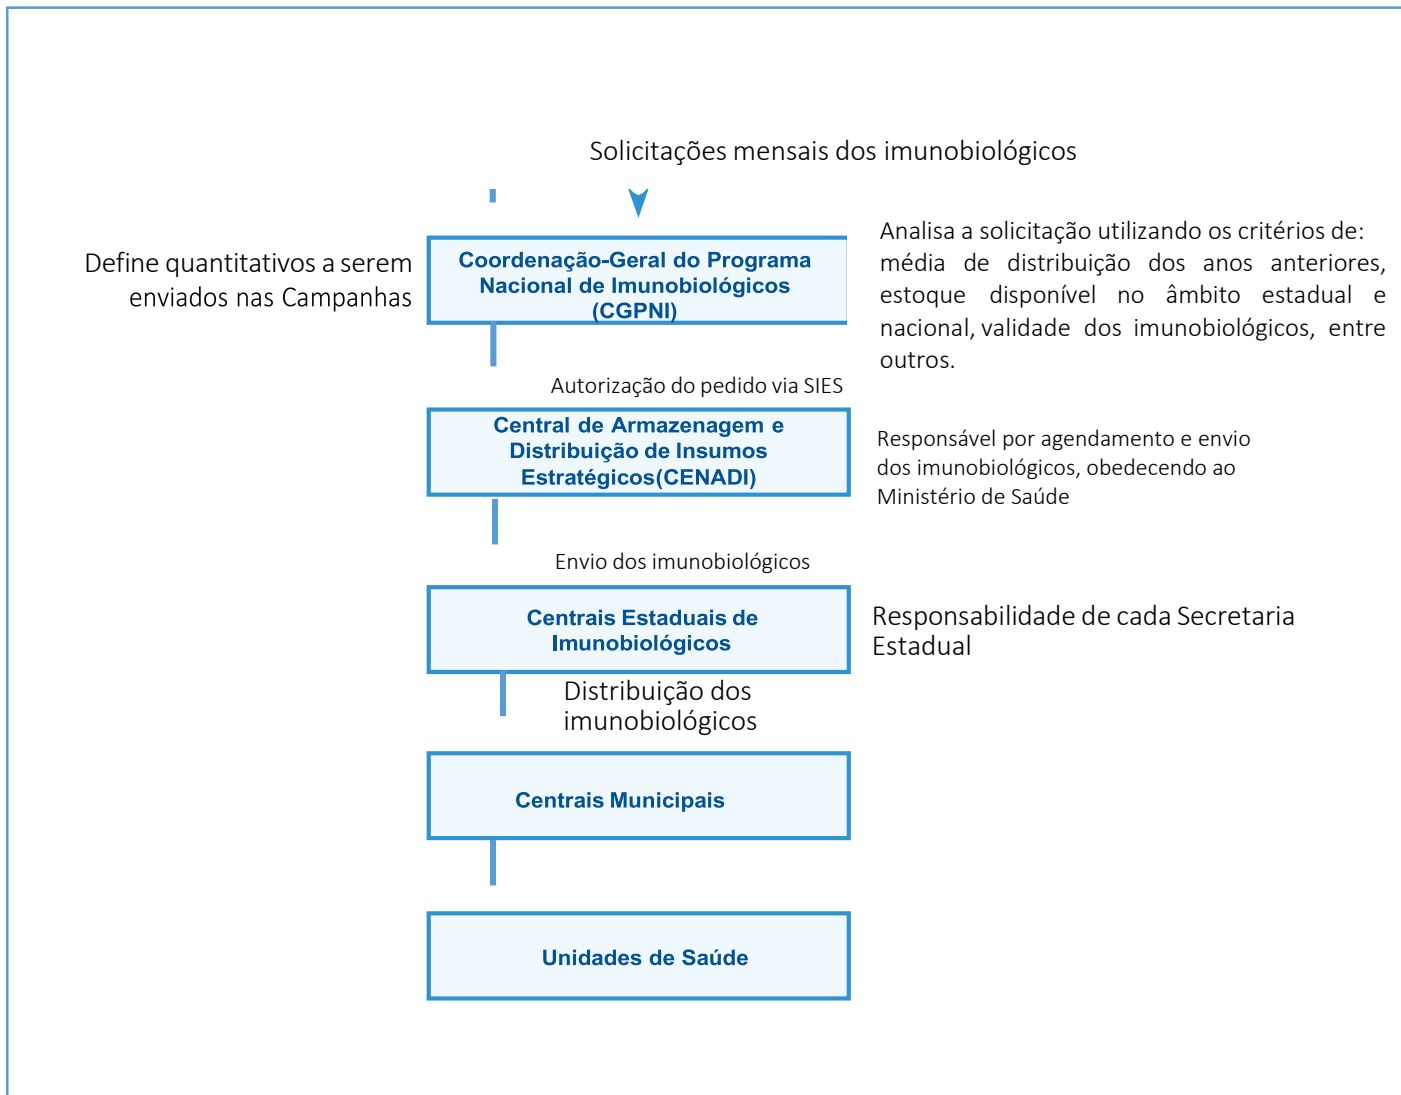 Solicitações mensais dos imunobiológicos
Define quantitativos a serem
enviados nas Campanhas
Coordenação-Geral do Programa
Nacional de Imunobiológicos
(CGPNI)
Analisa a solicitação utilizando os critérios de:
média de distribuição dos anos anteriores,
estoque disponível no âmbito estadual e
nacional, validade dos imunobiológicos, entre
outros.
Autorização do pedido via SIES
Central de Armazenagem e
Distribuição de Insumos
Estratégicos(CENADI)
Responsável por agendamento e envio
dos imunobiológicos, obedecendo ao
Ministério de Saúde
Envio dos imunobiológicos
Centrais Estaduais de
Imunobiológicos
Responsabilidade de cada Secretaria
Estadual
Distribuição dos
imunobiológicos
Centrais Municipais
Unidades de Saúde